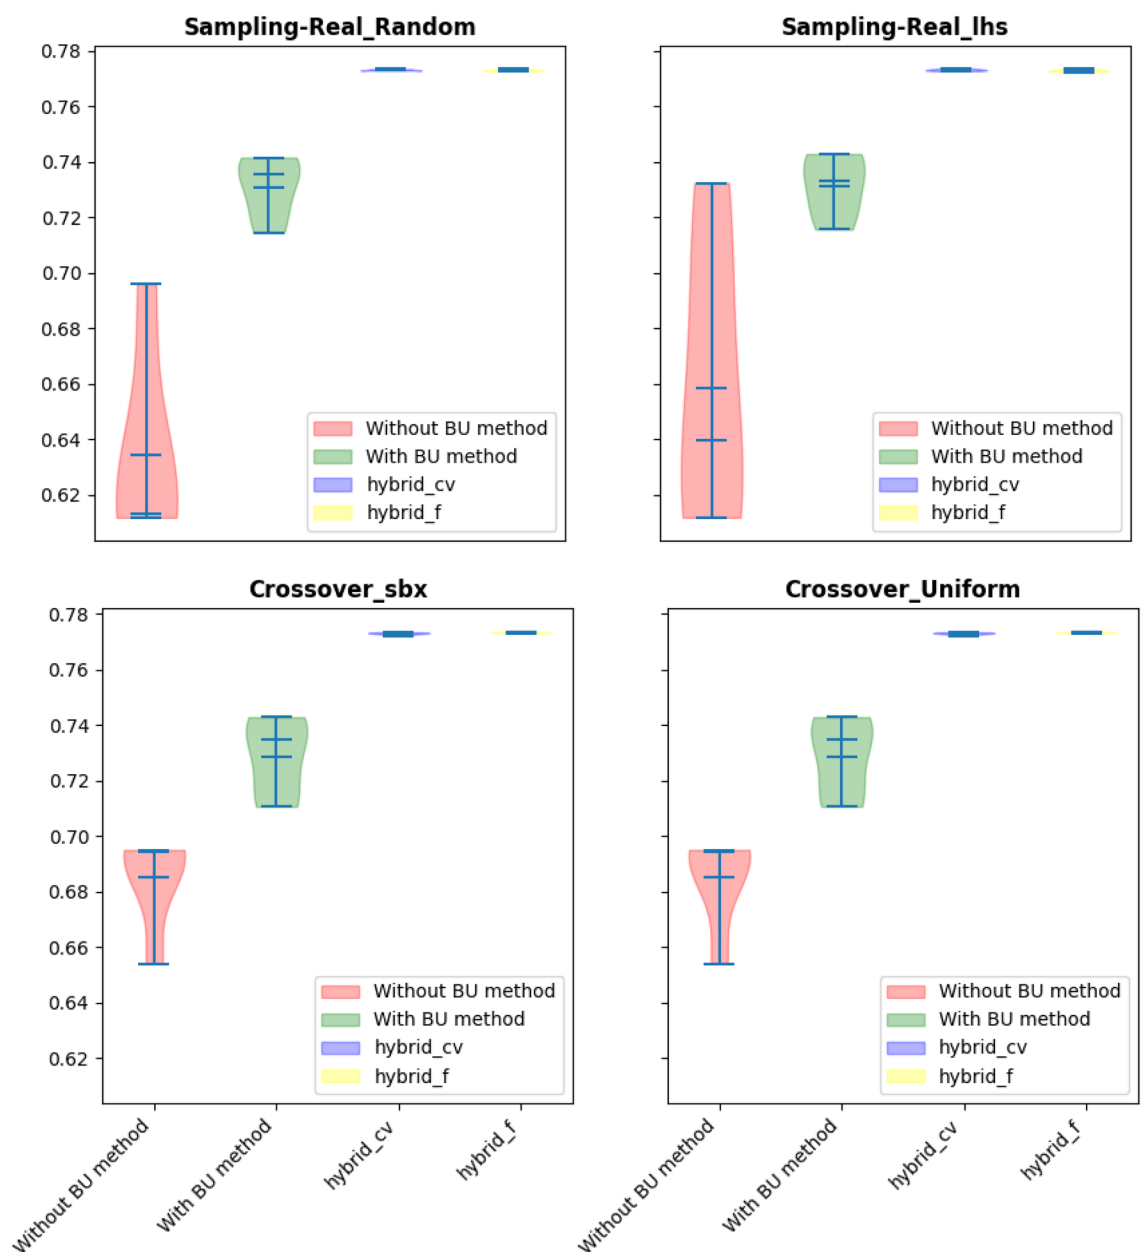 Sampling-Real_Random
0.78
0.76
0.74
0.72
0.70
0.68
0.66
0.64
0.62
Without BU method
With BU method
hybrid_cv
hybrid_f
Sampling-Real_lhs
Without BU method
With BU method
hybrid_cv
hybrid_f
Crossover_sbx
0.78
0.76
0.74
0.72
0.70
0.68
0.66
0.64
0.62
Without BU method
With BU method
hybrid_cv
hybrid_f
Without BU method
With BU method
hybrid_cv
hybrid_f
Crossover_Uniform
Without BU method
With BU method
hybrid_cv
hybrid_f
Without BU method
With BU method
hybrid_cv
hybrid_f